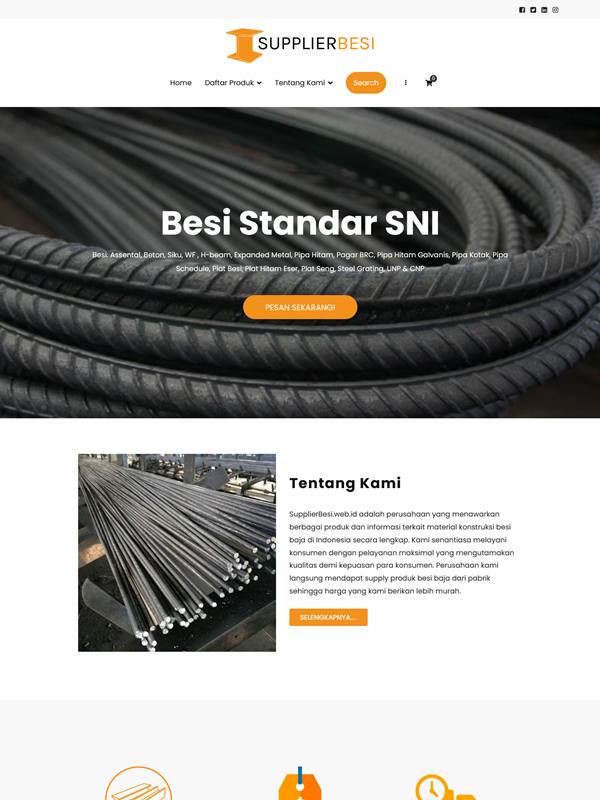 SUPPLIERBESI
Home Daftar Produk Tentang Kami Search 0
Besi Standar SNI
Besi. Assental, Beton, Siku, WF , H-beam, Expanded Metal, Pipa Hitam, Pagar BRC, Pipa Hitam Galvanis, Pipa Kotak, Pipa
Schedule, Plat Besi, Plat Hitam Eser, Plat Seng, Steel Grating, UNP & CNP
PESAN SEKARANG!
Tentang Kami
SupplierBesi.web.id adalah perusahaan yang menawarkan
berbagai produk dan informasi terkait material konstruksi besi
baja di Indonesia secara lengkap. Kami senantiasa melayani
konsumen dengan pelayanan maksimal yang mengutamakan
kualitas demi kepuasan para konsumen. Perusahaan kami
langsung mendapat supply produk besi baja dari pabrik
sehingga harga yang kami berikan lebih murah.
SELENGKAPNYA....